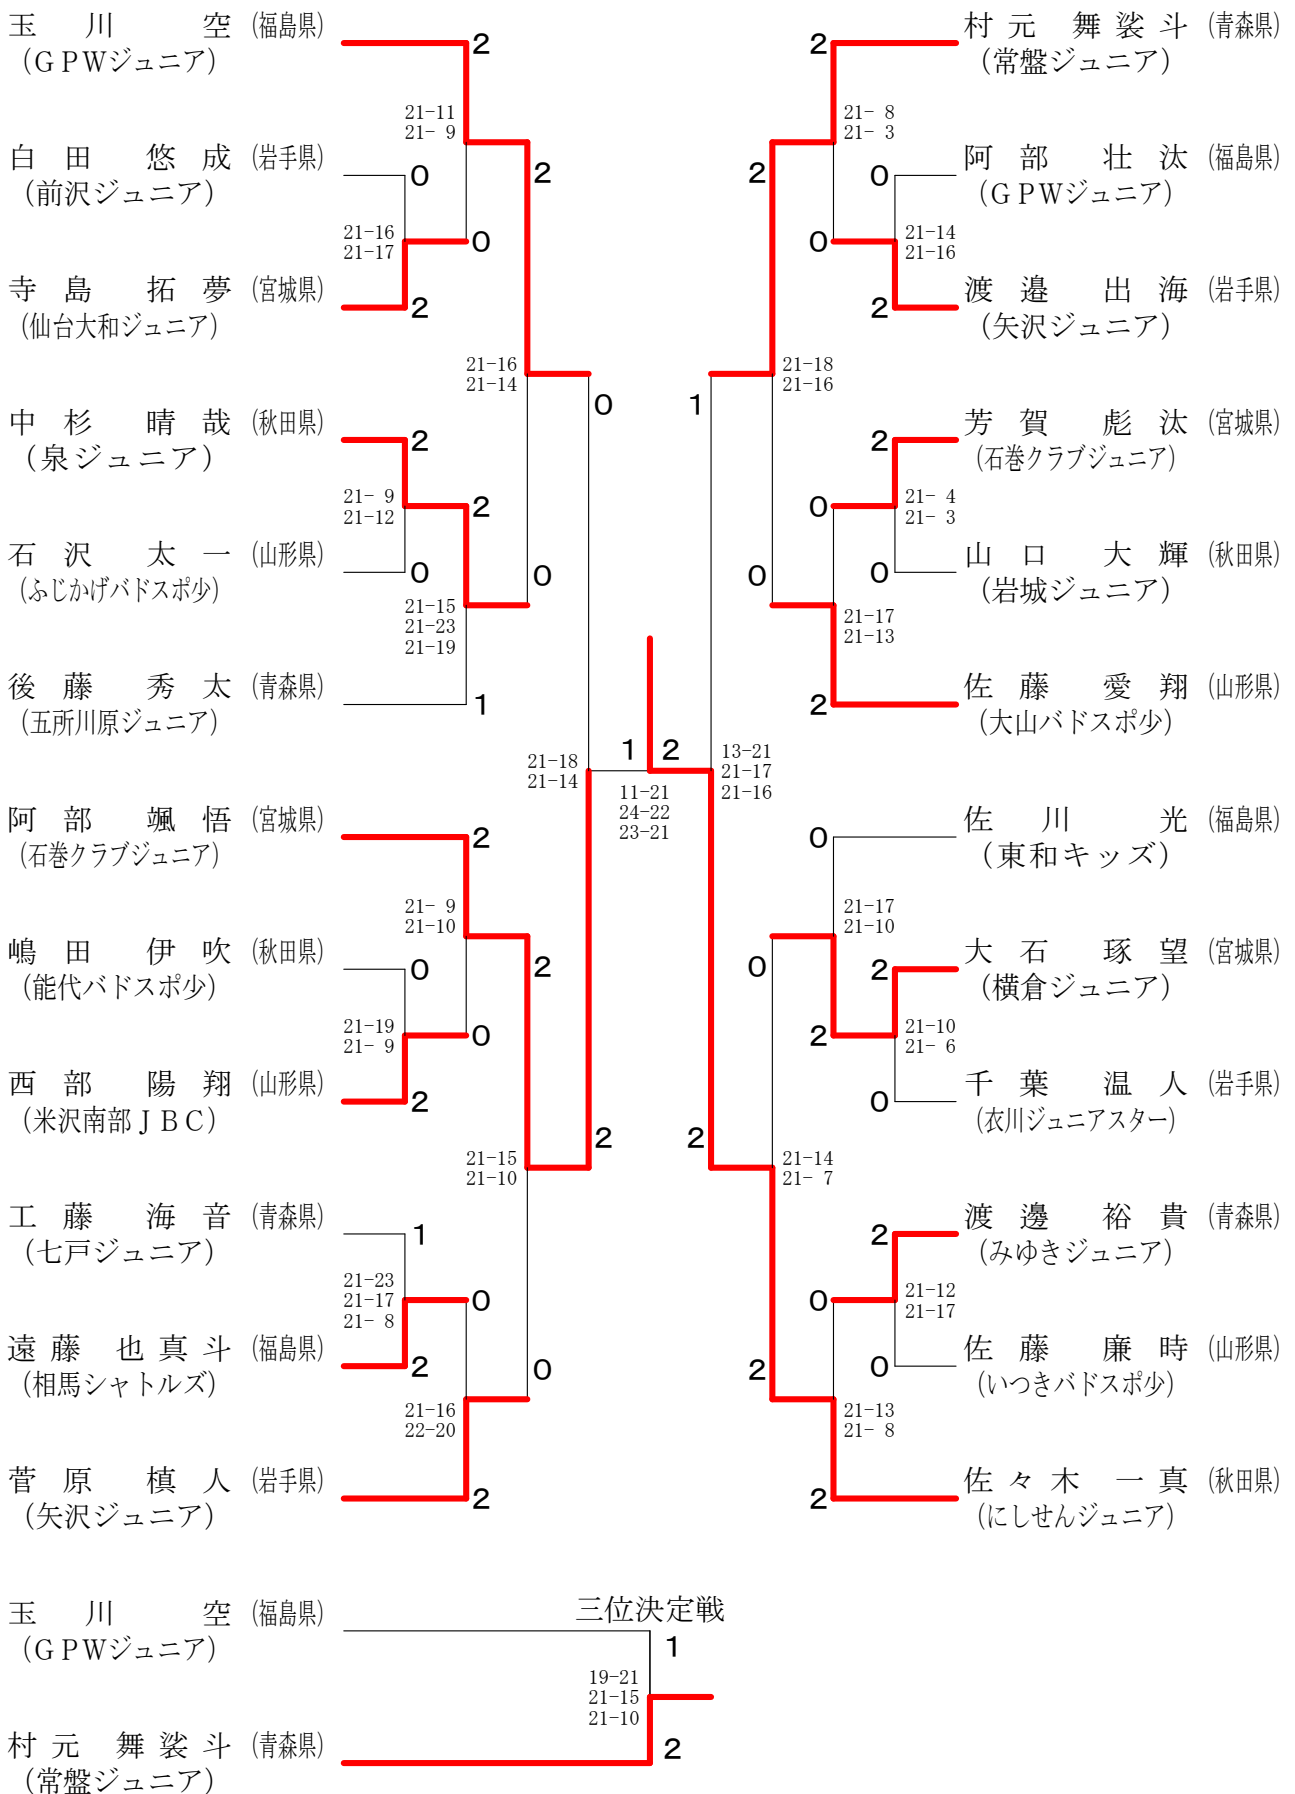 玉川 空 (福島県)
(ＧＰＷジュニア)
2
21-11
21- 9
白田 悠成 (岩手県)
(前沢ジュニア)
0
2
21-16
21-17
0
寺島 拓夢 (宮城県)
(仙台大和ジュニア)
2
21-16
21-14
0
中杉 晴哉 (秋田県)
(泉ジュニア)
2
21- 9
21-12
2
石沢 太一 (山形県)
(ふじかげバドスポ少)
0
0
21-15
21-23
21-19
後藤 秀太 (青森県)
(五所川原ジュニア)
1
21-18
21-14
阿部 颯悟 (宮城県)
(石巻クラブジュニア)
2
21- 9
21-10
嶋田 伊吹 (秋田県)
(能代バドスポ少)
0
2
21-19
21- 9
0
西部 陽翔 (山形県)
(米沢南部ＪＢＣ)
2
21-15
21-10
2
工藤 海音 (青森県)
(七戸ジュニア)
1
21-23
21-17
21- 8
0
遠藤 也真斗 (福島県)
(相馬シャトルズ)
2
0
21-16
22-20
菅原 槙人 (岩手県)
(矢沢ジュニア)
2
1 2
11-21
24-22
23-21
村元 舞裟斗 (青森県)
(常盤ジュニア)
2
21- 8
21- 3
阿部 壮汰 (福島県)
(ＧＰＷジュニア)
0
2
21-14
21-16
0
渡邉 出海 (岩手県)
(矢沢ジュニア)
2
21-18
21-16
1
芳賀 彪汰 (宮城県)
(石巻クラブジュニア)
2
21- 4
21- 3
0
山口 大輝 (秋田県)
(岩城ジュニア)
0
0
21-17
21-13
佐藤 愛翔 (山形県)
(大山バドスポ少)
2
13-21
21-17
21-16
佐川 光 (福島県)
(東和キッズ)
0
21-17
21-10
大石 琢望 (宮城県)
(横倉ジュニア)
2
0
21-10
21- 6
2
千葉 温人 (岩手県)
(衣川ジュニアスター)
0
21-14
21- 7
2
渡邊 裕貴 (青森県)
(みゆきジュニア)
2
21-12
21-17
0
佐藤 廉時 (山形県)
(いつきバドスポ少)
0
2
21-13
21- 8
佐々木 一真 (秋田県)
(にしせんジュニア)
2
三位決定戦
玉川 空 (福島県)
(ＧＰＷジュニア)
1
19-21
21-15
21-10
村元 舞裟斗 (青森県)
(常盤ジュニア)
2